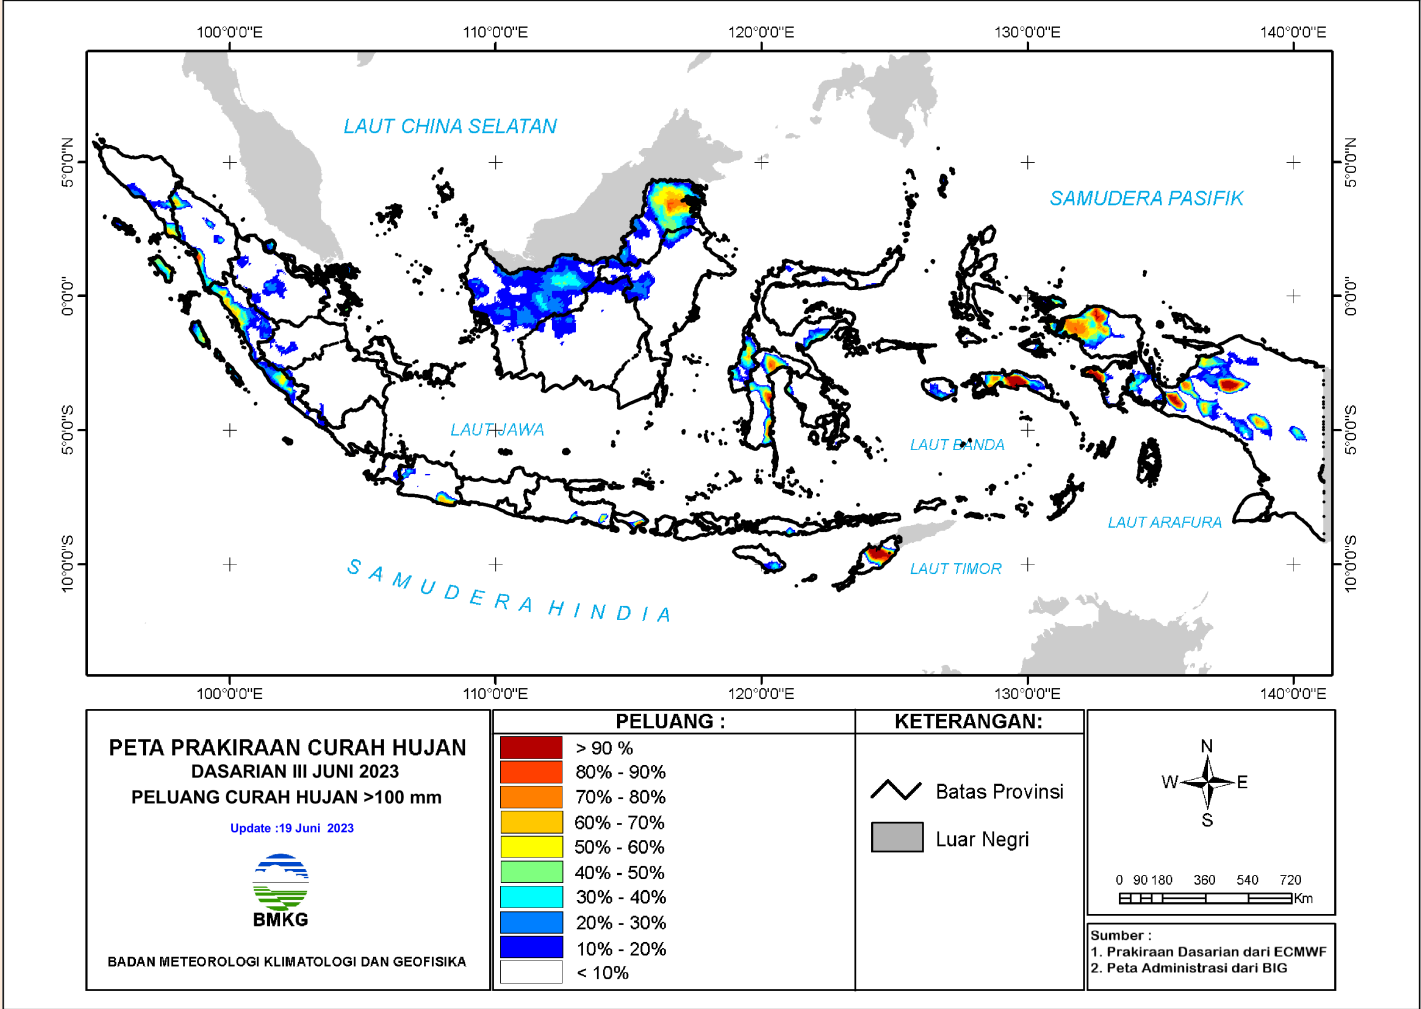 100°0'0"E 110°0'0"E 120°0'0"E 130°0'0"E 140°0'0"E
LAUT CHINA SELATAN
5°0'0"N 5°0'0"N
SAMUDERA PASIFIK
0°0'0" 0°0'0"
5°0'0"S LAUT JAWA LAUT BANDA 5°0'0"S
LAUT ARAFURA
10°0'0"S SAMUDERA HINDIA LAUT TIMOR 10°0'0"S
100°0'0"E 110°0'0"E 120°0'0"E 130°0'0"E 140°0'0"E
PETA PRAKIRAAN CURAH HUJAN
DASARIAN III JUNI 2023
PELUANG CURAH HUJAN >100 mm
Update :19 Juni 2023
BMKG
BADAN METEOROLOGI KLIMATOLOGI DAN GEOFISIKA
PELUANG :
> 90 %
80% - 90%
70% - 80%
60% - 70%
50% - 60%
40% - 50%
30% - 40%
20% - 30%
10% - 20%
< 10%
KETERANGAN:
Batas Provinsi
Luar Negri
N
W E
S
0 90 180 360 540 720
Km
Sumber :
1. Prakiraan Dasarian dari ECMWF
2. Peta Administrasi dari BIG